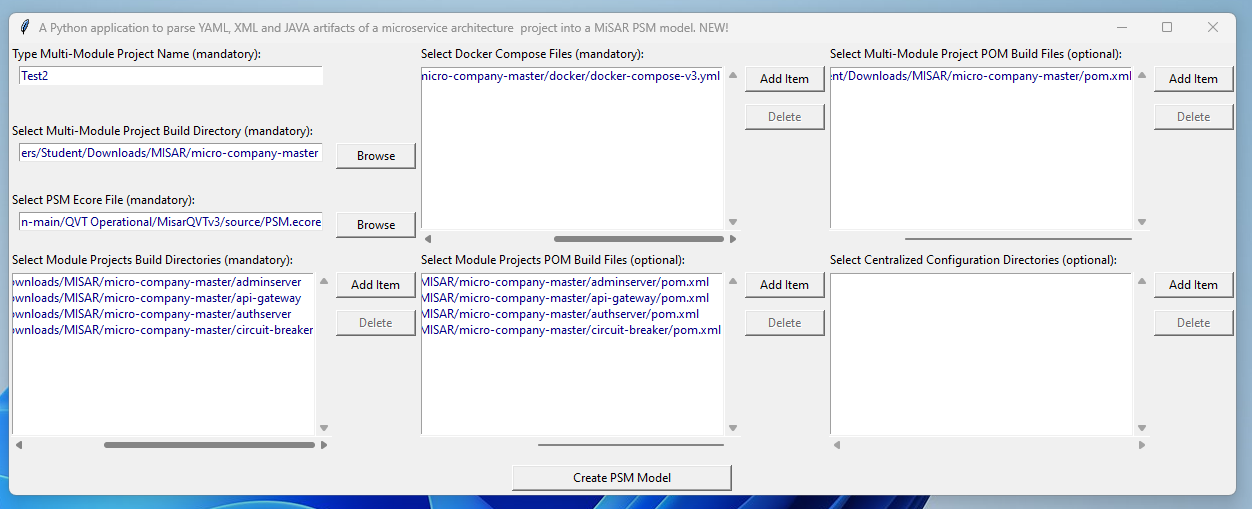 A Python application to parse YAML, XML and JAVA artifacts of a microservice architecture  project into a MiSAR PSM model. NEW!
Type Multi-Module Project Name (mandatory):
Test2
Select Multi-Module Project Build Directory (mandatory):
ers/Student/Downloads/MISAR/micro-company-master
Browse
Select PSM Ecore File (mandatory):
n-main/QVT Operational/MisarQVTv3/source/PSM.ecore
Browse
Select Docker Compose Files (mandatory):
micro-company-master/docker/docker-compose-v3.yml
Add Item
Delete
Select Multi-Module Project POM Build Files (optional):
ent/Downloads/MISAR/micro-company-master/pom.xml
Add Item
Delete
Select Module Projects Build Directories (mandatory):
ownloads/MISAR/micro-company-master/adminserver
ownloads/MISAR/micro-company-master/api-gateway
ownloads/MISAR/micro-company-master/authserver
ownloads/MISAR/micro-company-master/circuit-breaker
Add Item
Delete
Select Module Projects POM Build Files (optional):
MISAR/micro-company-master/adminserver/pom.xml
MISAR/micro-company-master/api-gateway/pom.xml
MISAR/micro-company-master/authserver/pom.xml
MISAR/micro-company-master/circuit-breaker/pom.xml
Add Item
Delete
Select Centralized Configuration Directories (optional):
Add Item
Delete
Create PSM Model